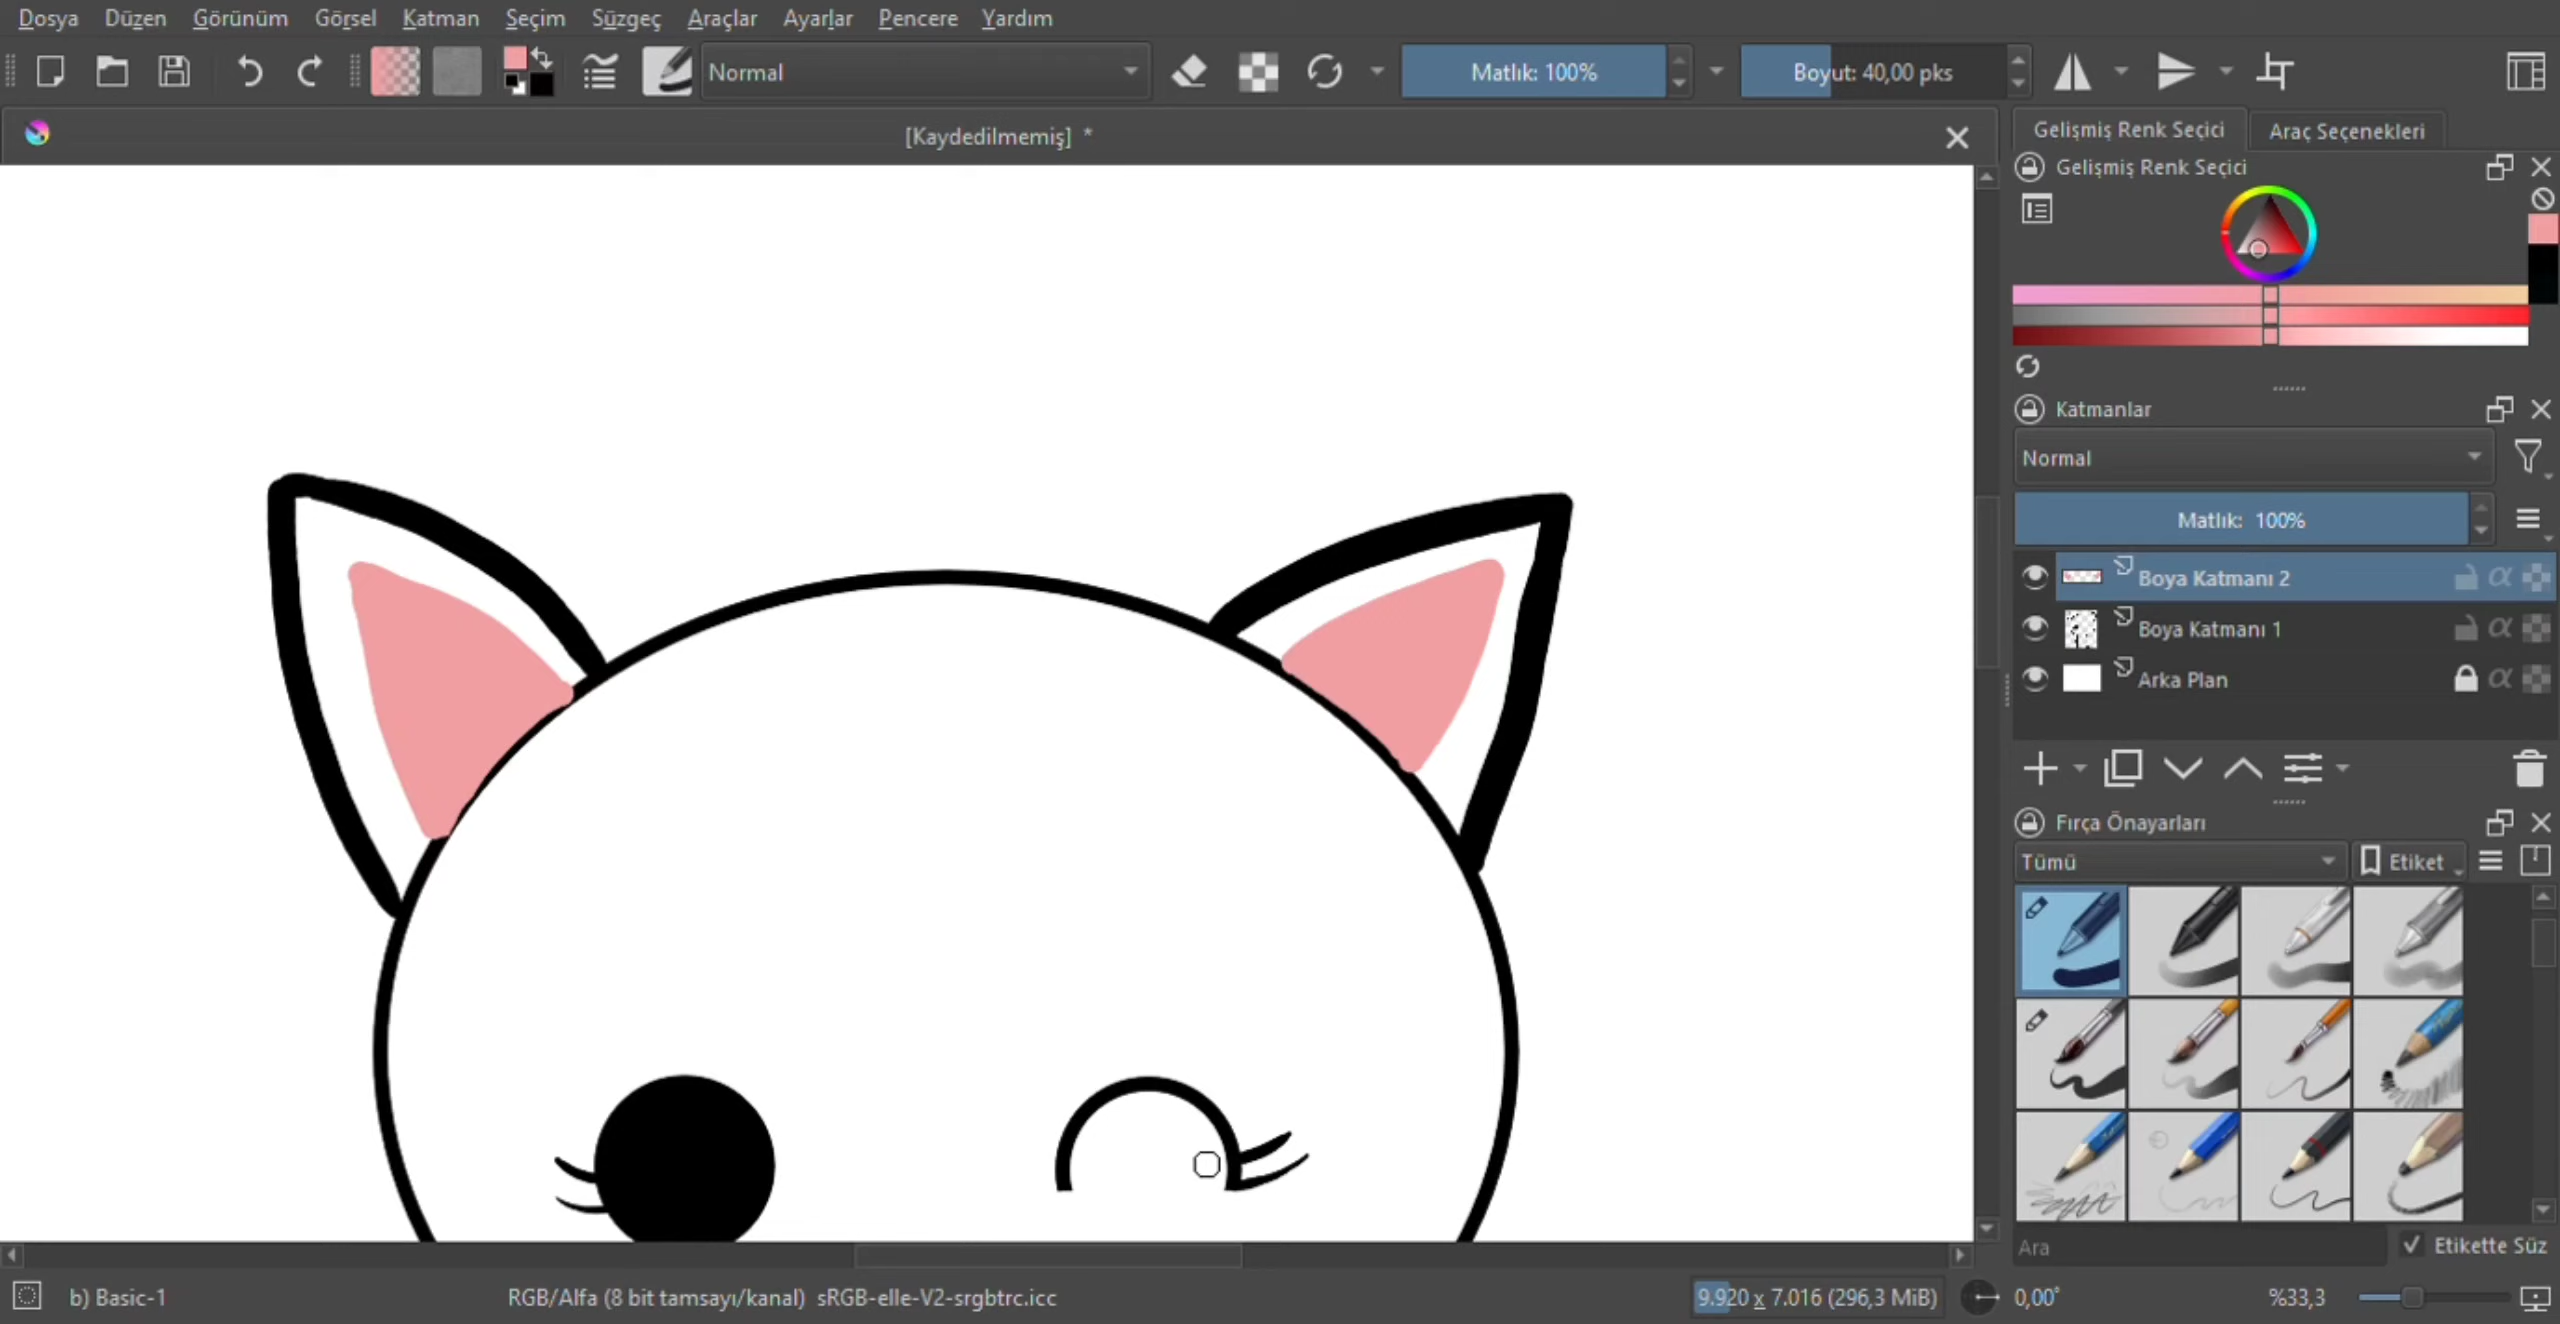 Dosya Düzen Görünüm Görsel Katman Seçim Süzgeç Araçlar Ayarlar Pencere Yardım
Normal Matlık: 100% Boyut: 40,00 pks
[Kaydedilmemiş] *
Gelişmiş Renk Seçici Araç Seçenekleri
Gelişmiş Renk Seçici
Katmanlar
Normal
Matlık: 100%
Boya Katmanı 2
Boya Katmanı 1
Arka Plan
Fırça Önayarları
Tümü Etiket
Ara Etikette Süz
b) Basic-1 RGB/Alfa (8 bit tamsayı/kanal) sRGB-elle-V2-srgbtrc.icc 9.920 x 7.016 (296,3 MiB) 0,00° %33,3